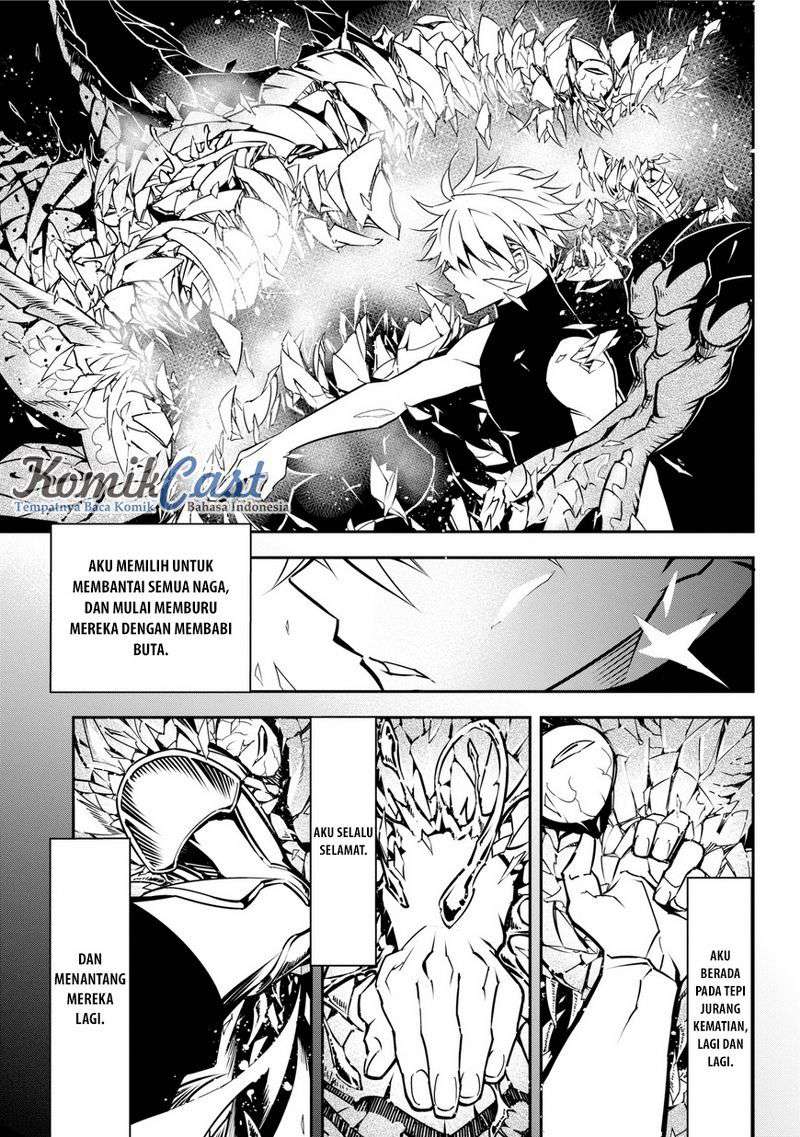 KomikCast
Tempatnya Baca Komik Bahasa Indonesia
AKU MEMILIH UNTUK
MEMBANTAI SEMUA NAGA,
DAN MULAI MEMBURU
MEREKA DENGAN MEMBABI
BUTA.
AKU
BERADA
PADA TEPI
JURANG
KEMATIAN,
LAGI DAN
LAGI.
AKU SELALU
SELAMAT.
DAN
MENANTANG
MEREKA
LAGI.